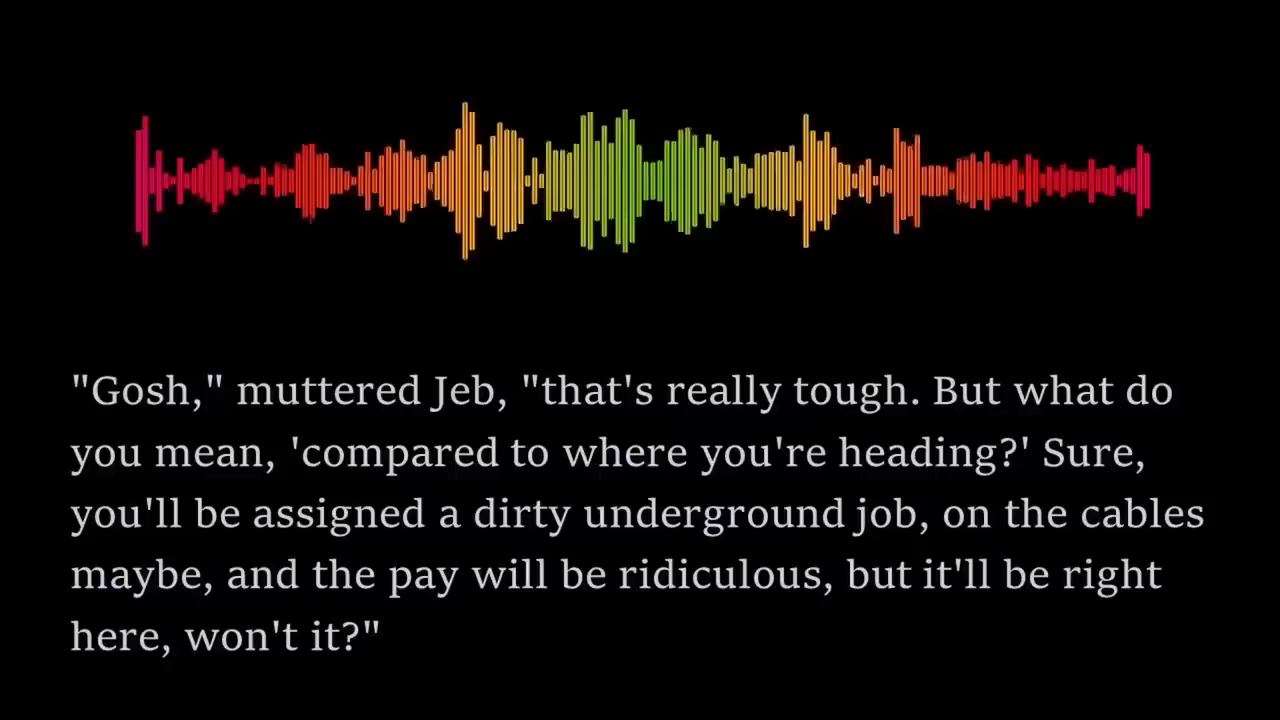 "Gosh," muttered Jeb, "that's really tough. But what do
you mean, 'compared to where you're heading?' Sure,
you'll be assigned a dirty underground job, on the cables
maybe, and the pay will be ridiculous, but it'll be right
here, won't it?"